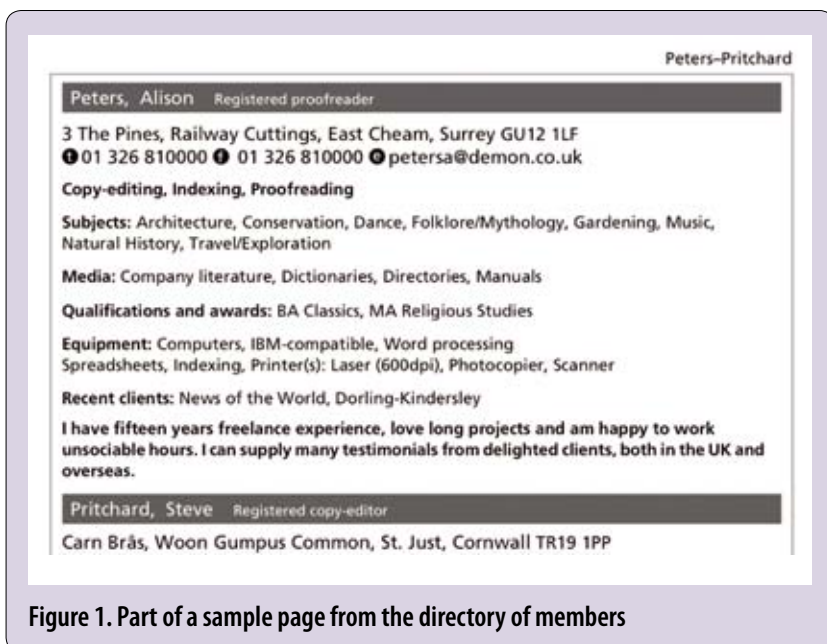 Peters–Pritchard
Peters, Alison Registered proofreader
3 The Pines, Railway Cuttings, East Cheam, Surrey GU12 1LF
t 01 326 810000 f 01 326 810000 e petersa@demon.co.uk
Copy-editing, Indexing, Proofreading
Subjects: Architecture, Conservation, Dance, Folklore/Mythology, Gardening, Music,
Natural History, Travel/Exploration
Media: Company literature, Dictionaries, Directories, Manuals
Qualifications and awards: BA Classics, MA Religious Studies
Equipment: Computers, IBM-compatible, Word processing
Spreadsheets, Indexing, Printer(s): Laser (600dpi), Photocopier, Scanner
Recent clients: News of the World, Dorling-Kindersley
I have fifteen years freelance experience, love long projects and am happy to work
unsociable hours. I can supply many testimonials from delighted clients, both in the UK and
overseas.
Pritchard, Steve Registered copy-editor
Carn Brâs, Woon Gumpus Common, St. Just, Cornwall TR19 1PP
Figure 1. Part of a sample page from the directory of members